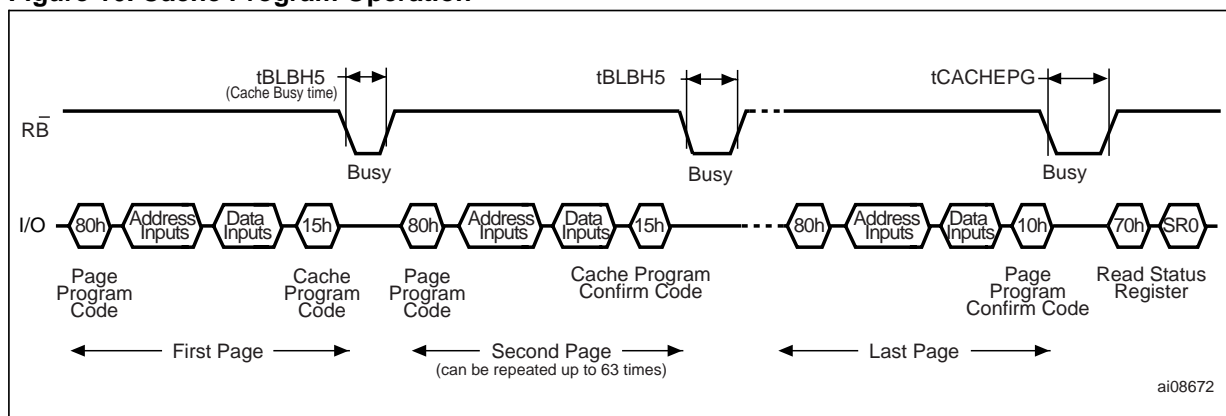 Figure 16. Cache Program Operation
tBLBH5
(Cache Busy time)
tBLBH5
tCACHEPG
RB
Busy
Busy
Busy
I/O
80h
Address Inputs
Data Inputs
15h
80h
Address Inputs
Data Inputs
15h
80h
Address Inputs
Data Inputs
10h
70h
SR0
Page
Program
Code
Cache
Program
Code
Page
Program
Code
Cache Program
Confirm Code
Page
Program
Confirm Code
Read Status
Register
First Page
Second Page
(can be repeated up to 63 times)
Last Page
ai08672